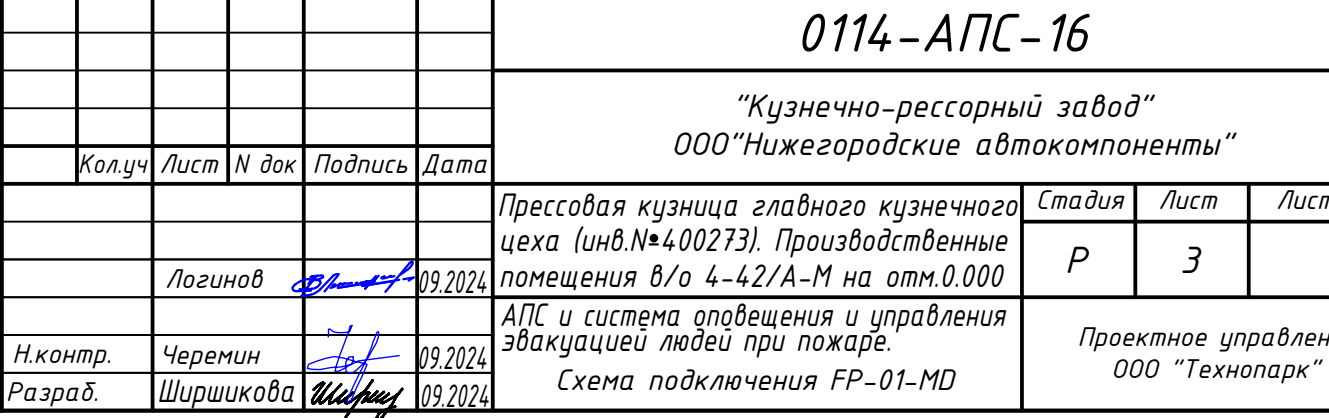 0114-АПС-16
"Кузнечно-рессорный завод"
ООО"Нижегородские автокомпоненты"
Кол.уч Лист N док Подпись Дата
Прессовая кузница главного кузнечного
цеха (инв.№400273). Производственные
помещения в/о 4-42/А-М на отм.0.000
Стадия Лист Лист
Р 3
Логинов 09.2024
АПС и система оповещения и управления
эвакуацией людей при пожаре.
Схема подключения FP-01-MD
Проектное управлен
ООО "Технопарк"
Н.контр. Черемин 09.2024
Разраб. Ширшикова 09.2024